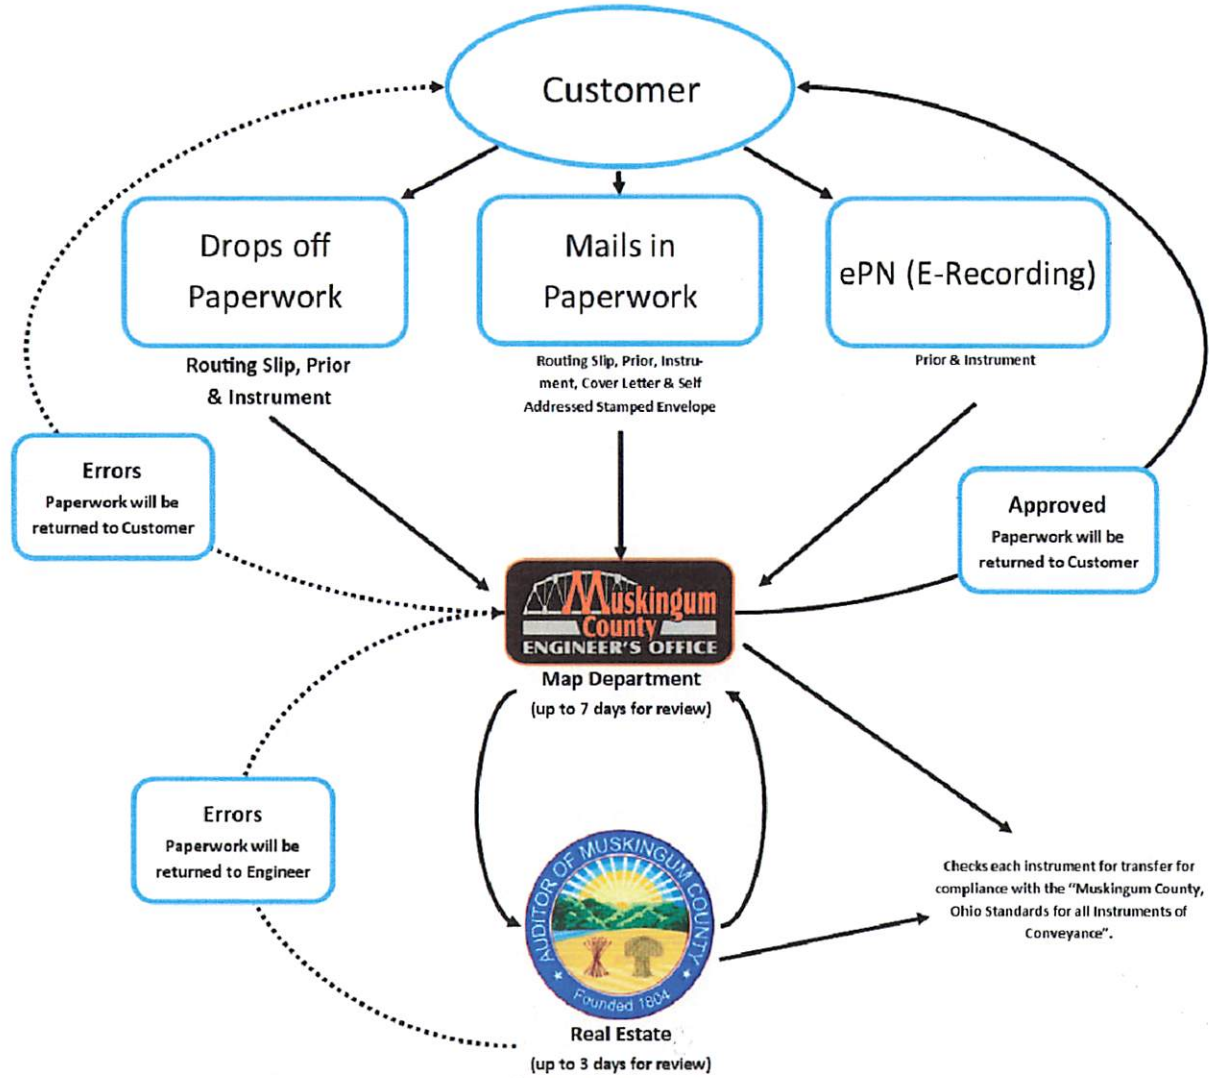 Customer
Drops off
Paperwork
Mails in
Paperwork
ePN (E-Recording)
Routing Slip, Prior
& Instrument
Routing Slip, Prior, Instru-
ment, Cover Letter & Self
Addressed Stamped Envelope
Prior & Instrument
Errors
Paperwork will be
returned to Customer
Approved
Paperwork will be
returned to Customer
Muskingum
County
ENGINEER'S OFFICE
Map Department
(up to 7 days for review)
Errors
Paperwork will be
returned to Engineer
AUDITOR OF MUSKINGUM COUNTY
Founded 1804
Checks each instrument for transfer for
compliance with the “Muskingum County,
Ohio Standards for all Instruments of
Conveyance”.
Real Estate
(up to 3 days for review)